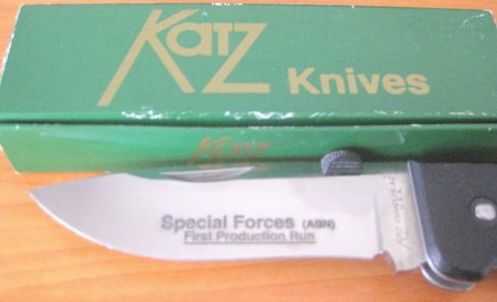 KATZ
Knives
KATZ
Special Forces (ABN)
First Production Run